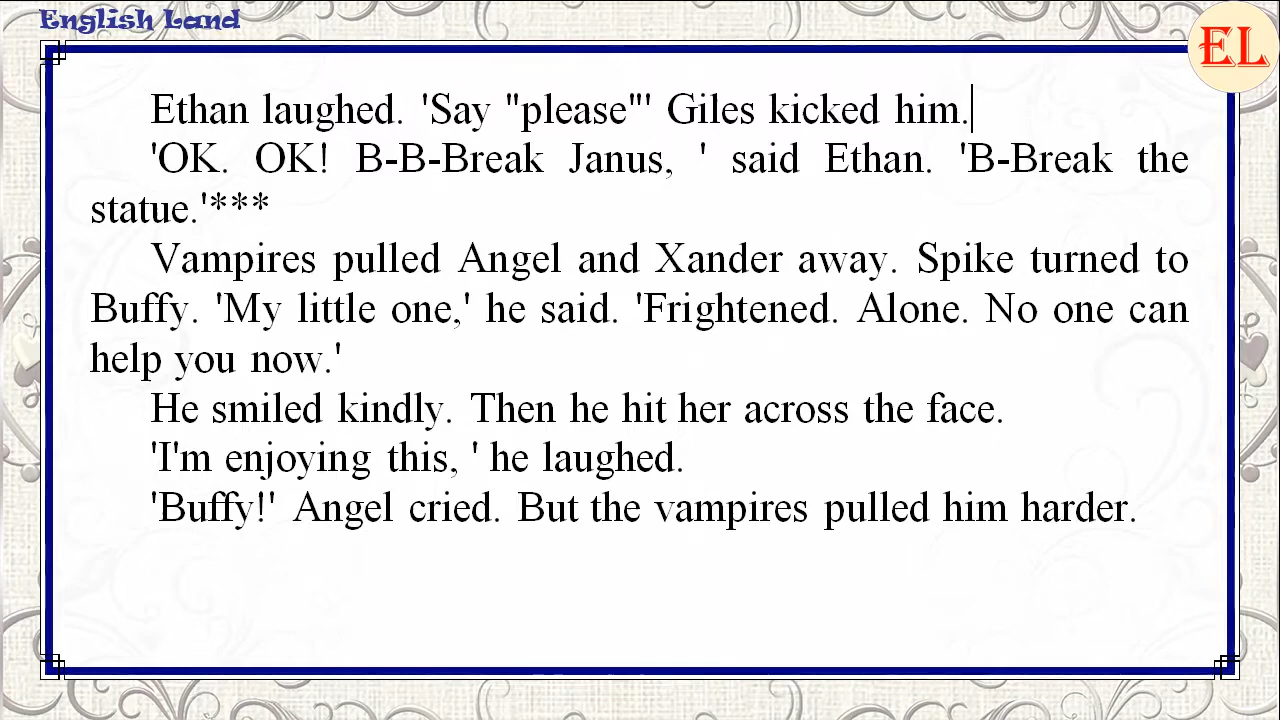 English Land
EL
Ethan laughed. 'Say "please"' Giles kicked him.
'OK. OK! B-B-Break Janus, ' said Ethan. 'B-Break the
statue.'***
Vampires pulled Angel and Xander away. Spike turned to
Buffy. 'My little one,' he said. 'Frightened. Alone. No one can
help you now.'
He smiled kindly. Then he hit her across the face.
'I'm enjoying this, ' he laughed.
'Buffy!' Angel cried. But the vampires pulled him harder.